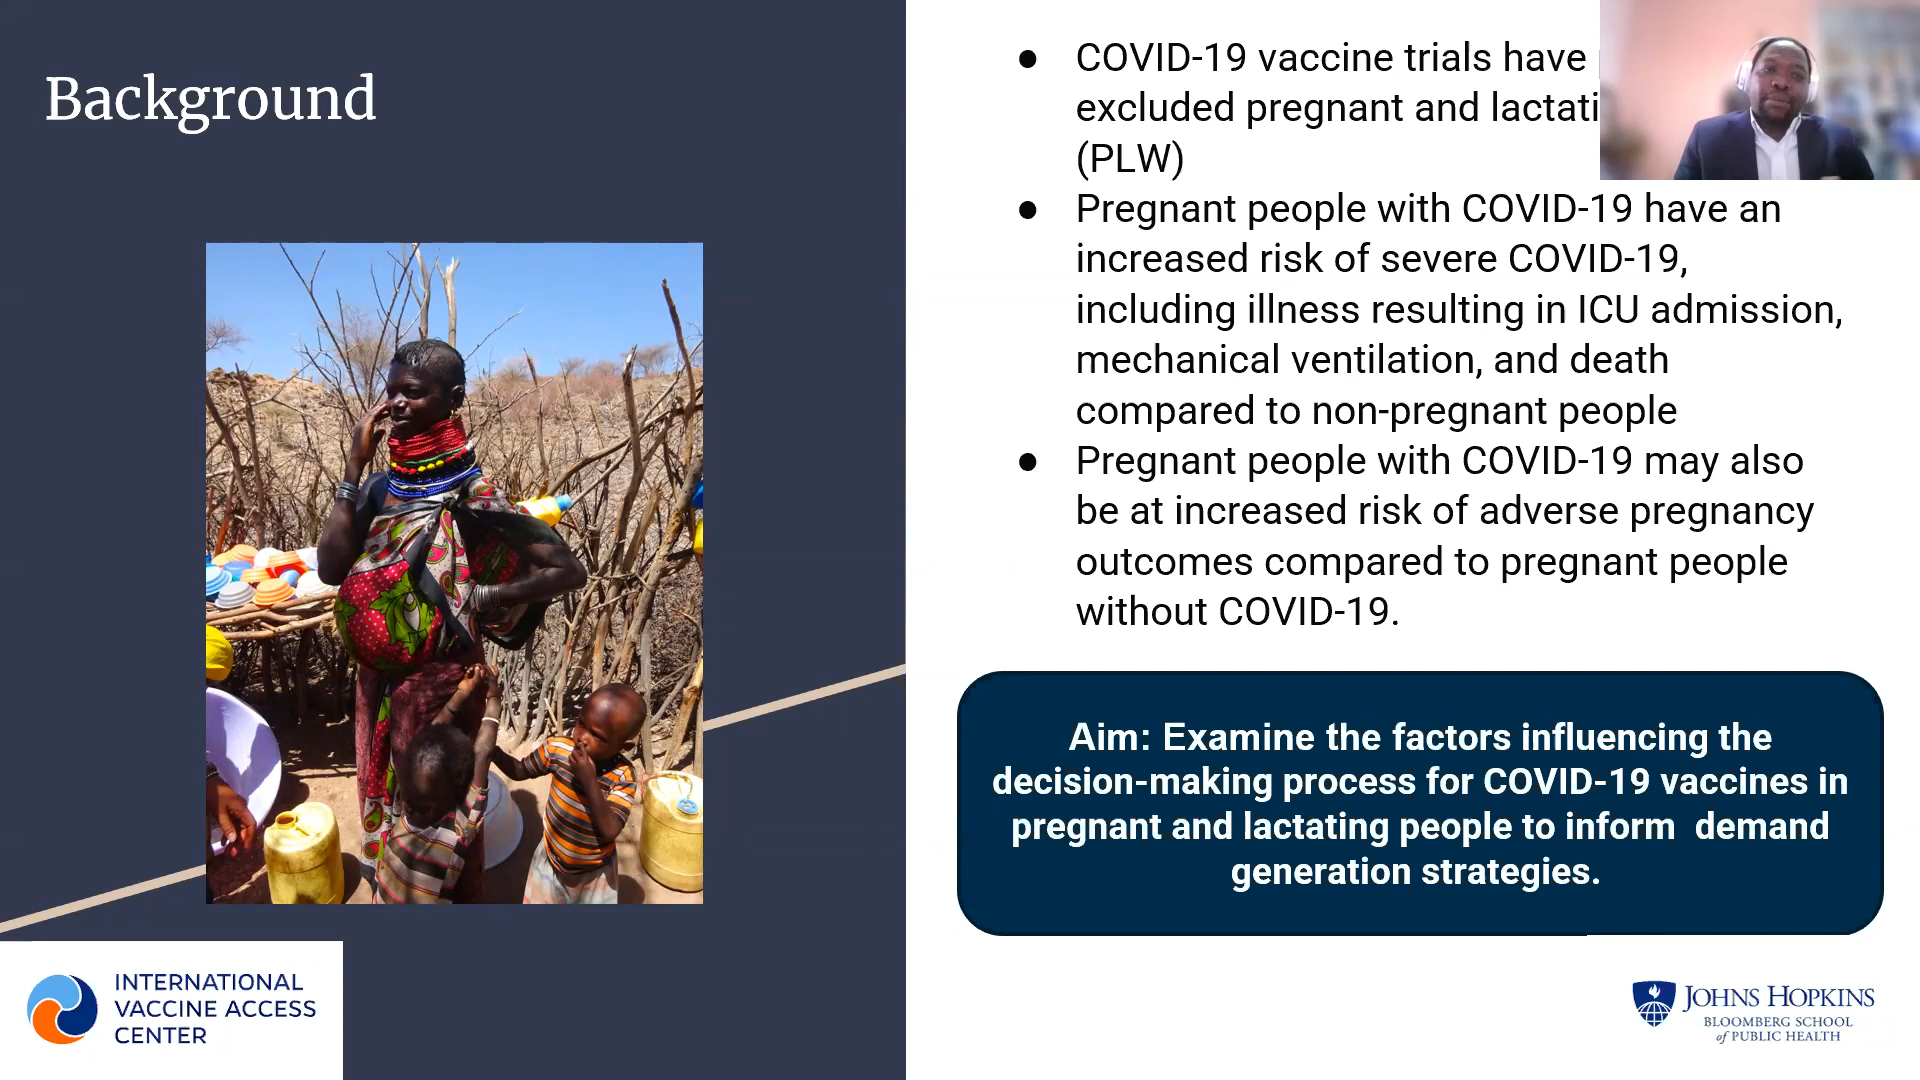 Background
● COVID-19 vaccine trials have
excluded pregnant and lactati
(PLW)
● Pregnant people with COVID-19 have an
increased risk of severe COVID-19,
including illness resulting in ICU admission,
mechanical ventilation, and death
compared to non-pregnant people
● Pregnant people with COVID-19 may also
be at increased risk of adverse pregnancy
outcomes compared to pregnant people
without COVID-19.
Aim: Examine the factors influencing the
decision-making process for COVID-19 vaccines in
pregnant and lactating people to inform demand
generation strategies.
INTERNATIONAL
VACCINE ACCESS
CENTER
JOHNS HOPKINS
BLOOMBERG SCHOOL
of PUBLIC HEALTH